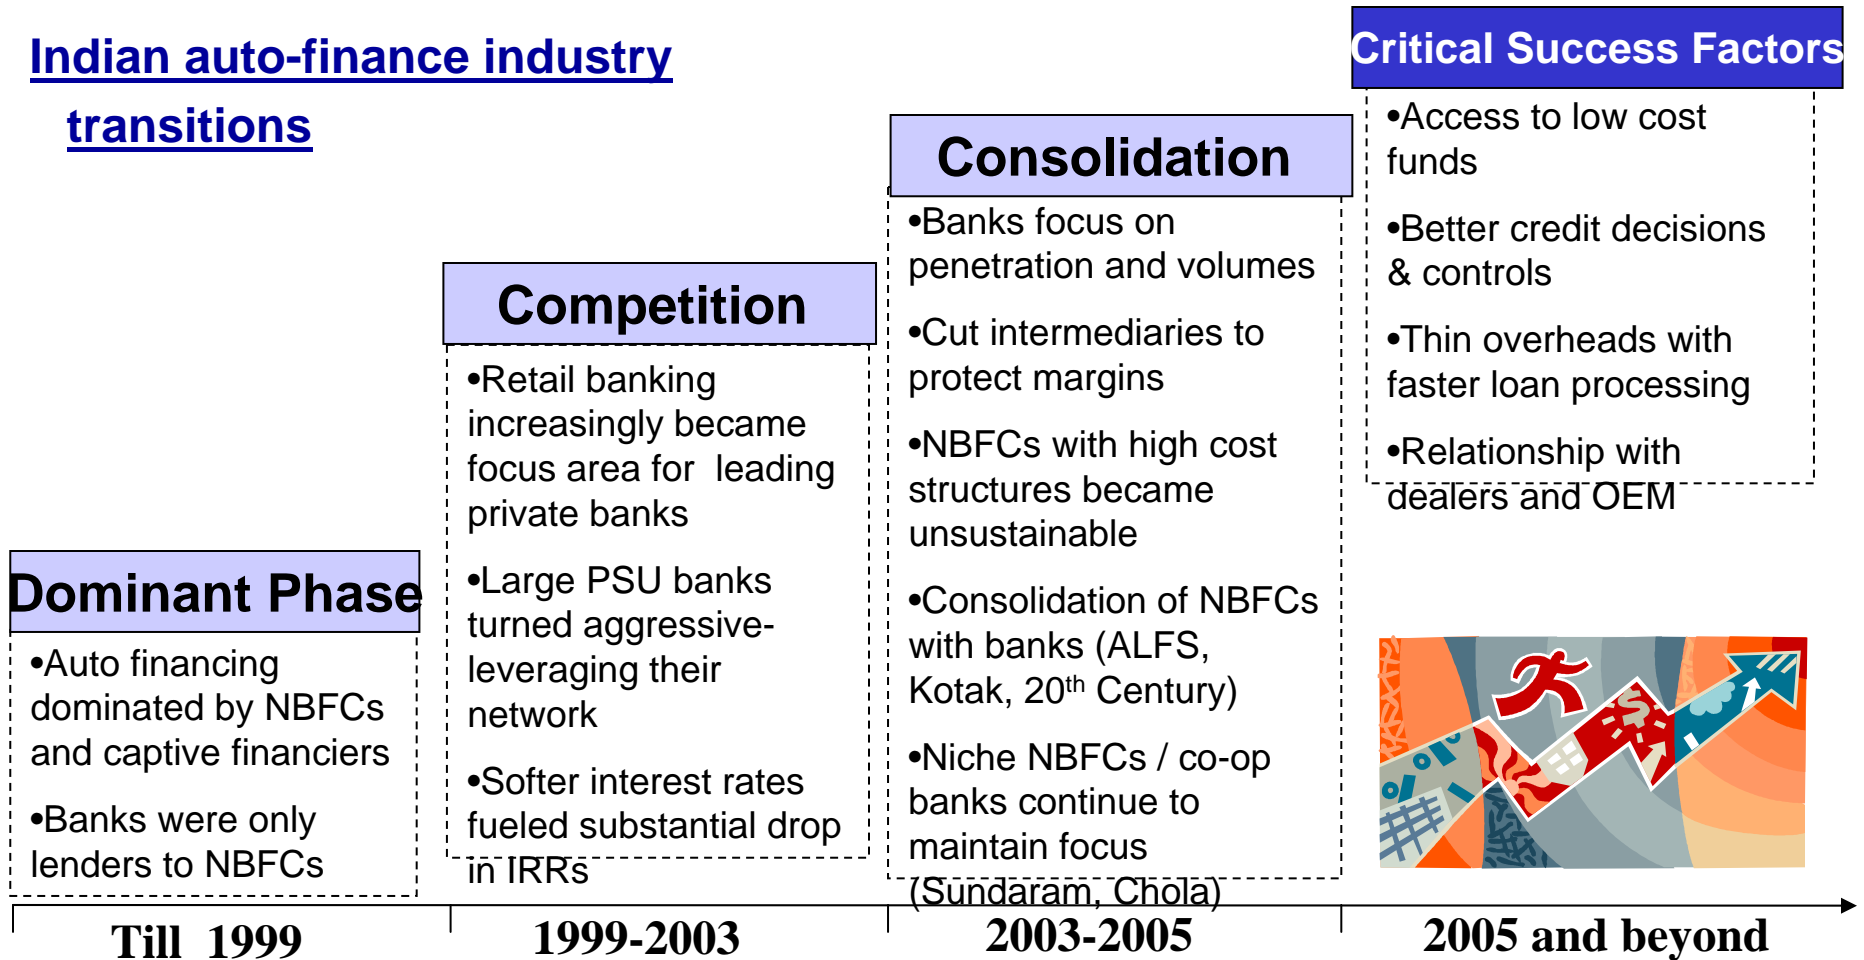 Indian auto-finance industry
transitions
Dominant Phase
•Auto financing
dominated by NBFCs
and captive financiers
•Banks were only
lenders to NBFCs
Till 1999
Competition
•Retail banking
increasingly became
focus area for leading
private banks
•Large PSU banks
turned aggressive-
leveraging their
network
•Softer interest rates
fueled substantial drop
in IRRs
1999-2003
Consolidation
•Banks focus on
penetration and volumes
•Cut intermediaries to
protect margins
•NBFCs with high cost
structures became
unsustainable
•Consolidation of NBFCs
with banks (ALFS,
Kotak, 20th Century)
•Niche NBFCs / co-op
banks continue to
maintain focus
(Sundaram, Chola)
2003-2005
Critical Success Factors
•Access to low cost
funds
•Better credit decisions
& controls
•Thin overheads with
faster loan processing
•Relationship with
dealers and OEM
2005 and beyond